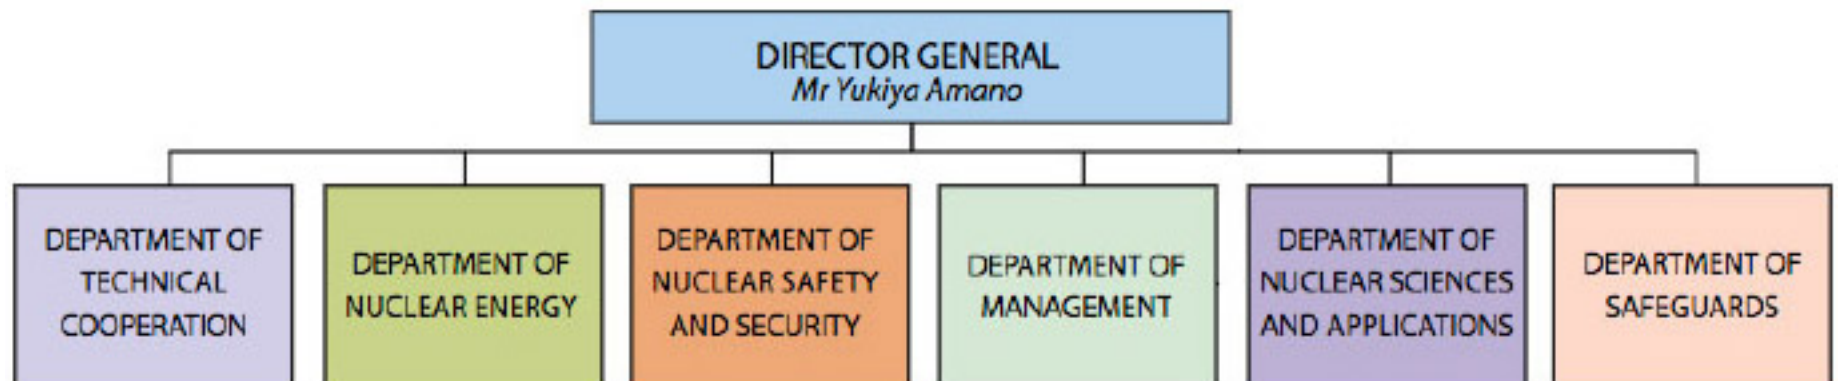 DIRECTOR GENERAL
Mr Yukiya Amano
DEPARTMENT OF
TECHNICAL
COOPERATION
DEPARTMENT OF
NUCLEAR ENERGY
DEPARTMENT OF
NUCLEAR SAFETY
AND SECURITY
DEPARTMENT OF
MANAGEMENT
DEPARTMENT OF
NUCLEAR SCIENCES
AND APPLICATIONS
DEPARTMENT OF
SAFEGUARDS